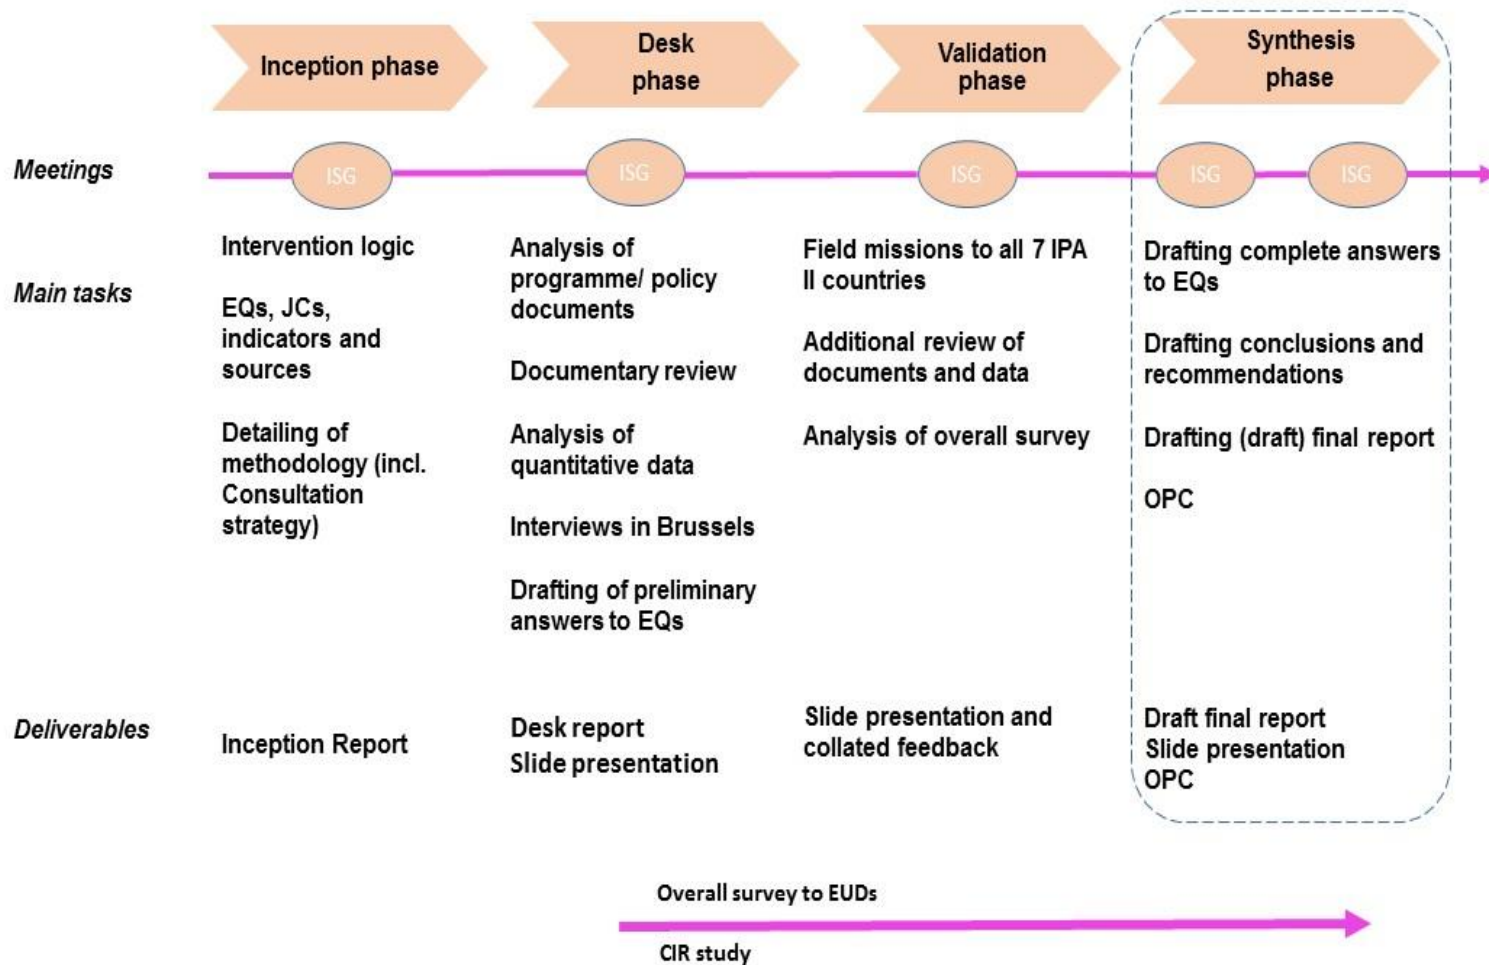 Inception phase
Desk
phase
Validation
phase
Synthesis
phase
Meetings
ISG
ISG
ISG
ISG
ISG
Main tasks
Intervention logic
EQs, JCs,
indicators and
sources
Detailing of
methodology (incl.
Consultation
strategy)
Analysis of
programme/ policy
documents
Documentary review
Analysis of
quantitative data
Interviews in Brussels
Drafting of preliminary
answers to EQs
Field missions to all 7 IPA
II countries
Additional review of
documents and data
Analysis of overall survey
Drafting complete answers
to EQs
Drafting conclusions and
recommendations
Drafting (draft) final report
OPC
Deliverables
Inception Report
Desk report
Slide presentation
Slide presentation and
collated feedback
Draft final report
Slide presentation
OPC
Overall survey to EUDs
CIR study